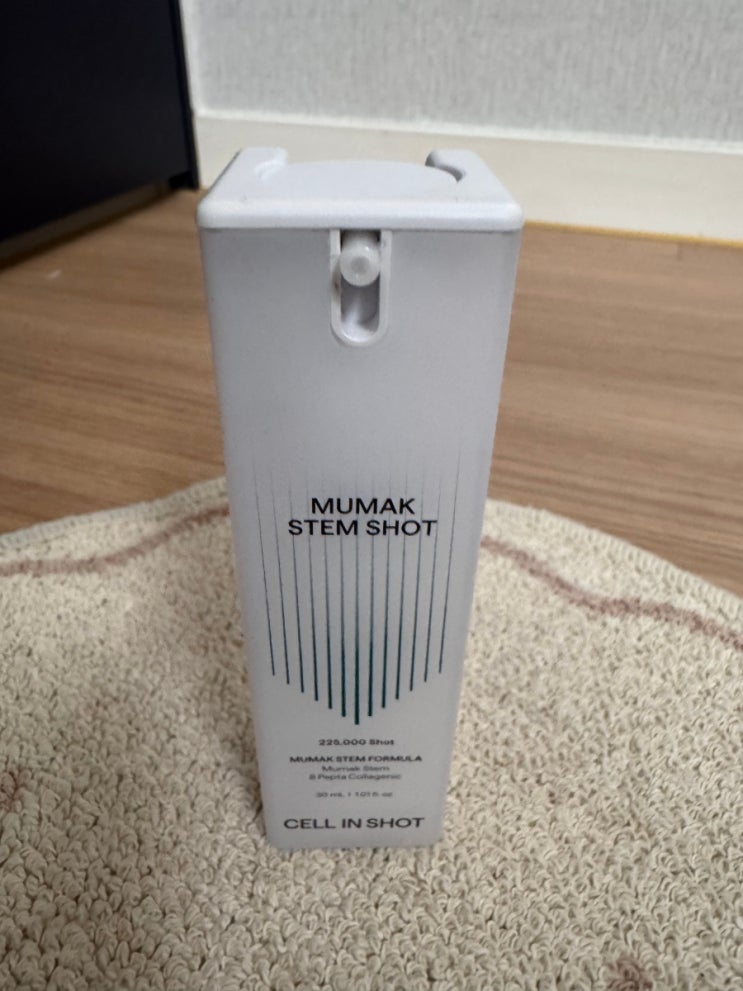 MUMAK
STEM SHOT
225,000 Shot
MUMAK STEM FORMULA
Mumak Stem
8 Pepta Collagenic
30 mL I 1.01 fl. oz
CELL IN SHOT